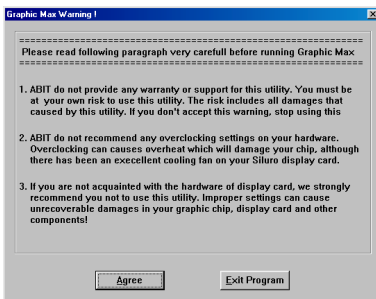 Graphic Max Warning !
==================================================
Please read following paragraph very carefull before running Graphic Max
==================================================
1. ABIT do not provide any warranty or support for this utility. You must be
at your own risk to use this utility. The risk includes all damages that
caused by this utility. If you don't accept this warning, stop using this
2. ABIT do not recommend any overclocking settings on your hardware.
Overclocking can causes overheat which will damage your chip, although
there has been an execellent cooling fan on your Siluro display card.
3. If you are not acquainted with the hardware of display card, we strongly
recommend you not to use this utility. Improper settings can cause
unrecoverable damages in your graphic chip, display card and other
components!
Agree
Exit Program